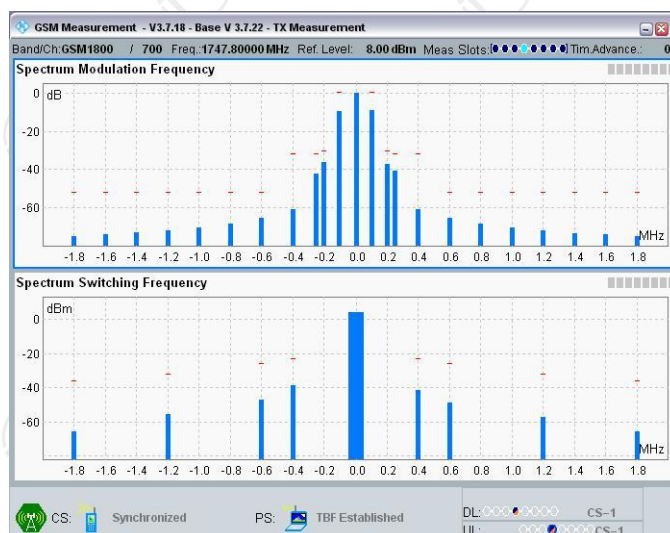 GSM Measurement - V3.7.18 - Base V 3.7.22 - TX Measurement
Band/Ch:GSM1800 / 700 Freq.:1747.80000 MHz Ref. Level: 8.00 dBm Meas Slots: Tim.Advance.: 0
Spectrum Modulation Frequency
dB
0
-20
-40
-60
MHz
-1.8 -1.6 -1.4 -1.2 -1.0 -0.8 -0.6 -0.4 -0.2 0.0 0.2 0.4 0.6 0.8 1.0 1.2 1.4 1.6 1.8
Spectrum Switching Frequency
dBm
0
-20
-40
-60
MHz
-1.8 -1.6 -1.4 -1.2 -1.0 -0.8 -0.6 -0.4 -0.2 0.0 0.2 0.4 0.6 0.8 1.0 1.2 1.4 1.6 1.8
CS: Synchronized PS: TBF Established
DL: CS-1
UL: CS-1